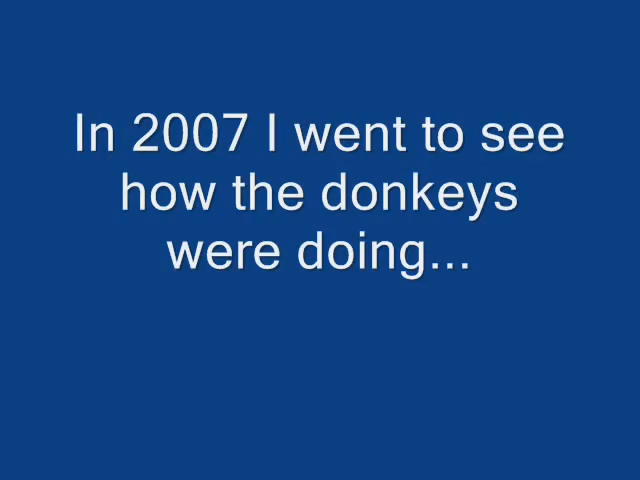 In 2007 I went to see
how the donkeys
were doing...